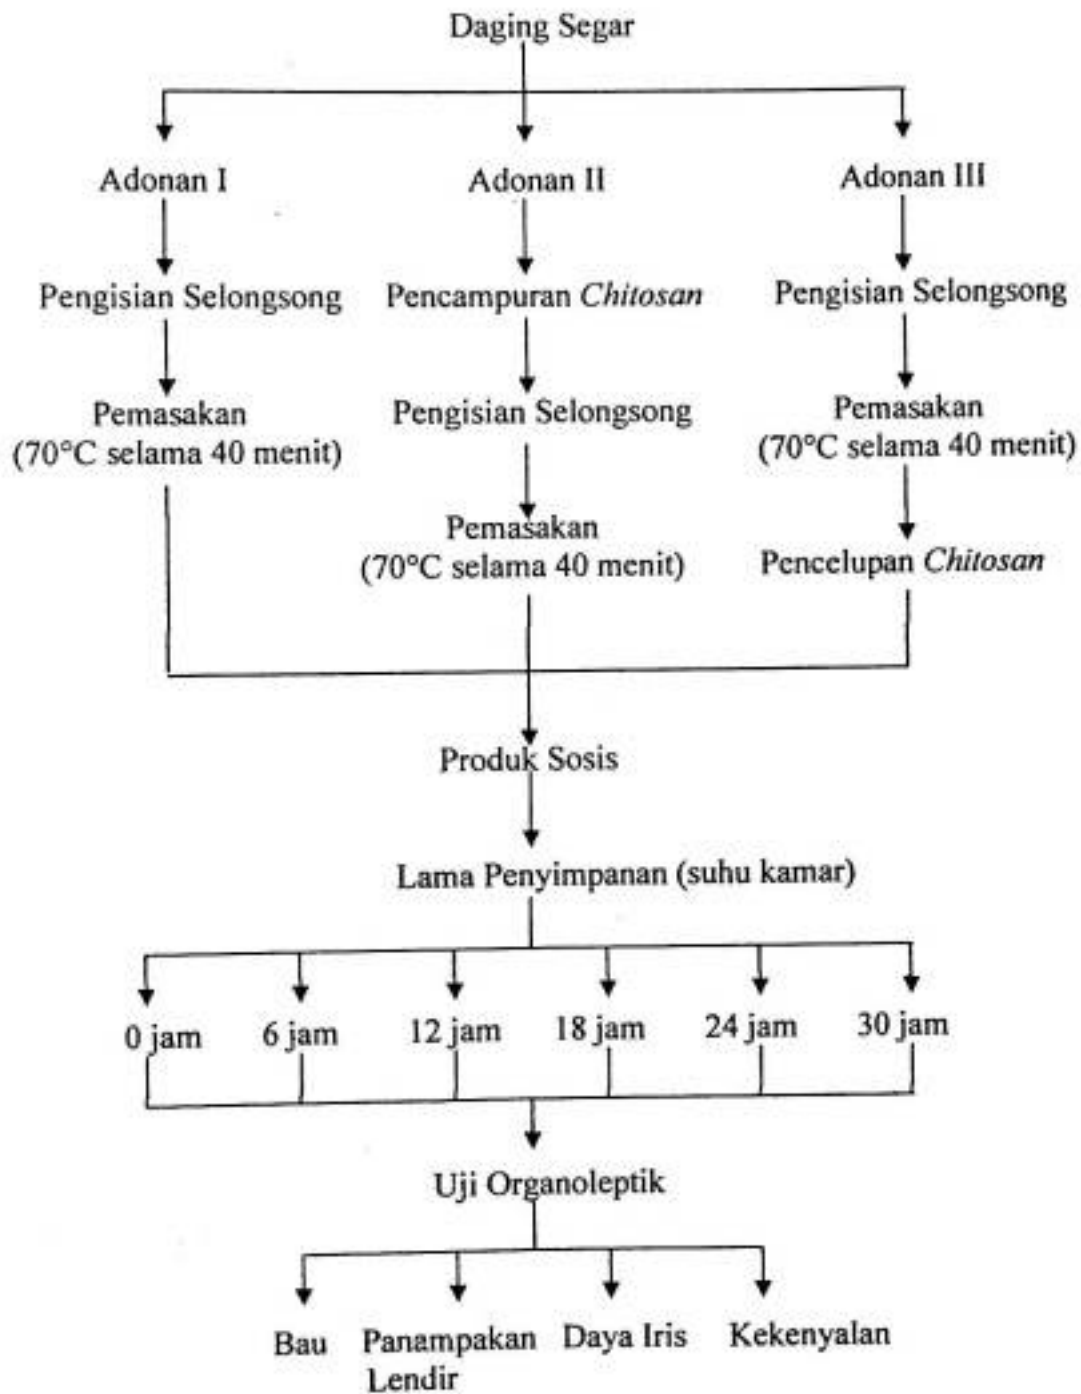 Daging Segar
Adonan I
Adonan II
Adonan III
Pengisian Selongsong
Pencampuran Chitosan
Pengisian Selongsong
Pemasakan
(70°C selama 40 menit)
Pengisian Selongsong
Pemasakan
(70°C selama 40 menit)
Pemasakan
(70°C selama 40 menit)
Pencelupan Chitosan
Produk Sosis
Lama Penyimpanan (suhu kamar)
0 jam
6 jam
12 jam
18 jam
24 jam
30 jam
Uji Organoleptik
Bau
Panampakan
Lendir
Daya Iris
Kekenyalan